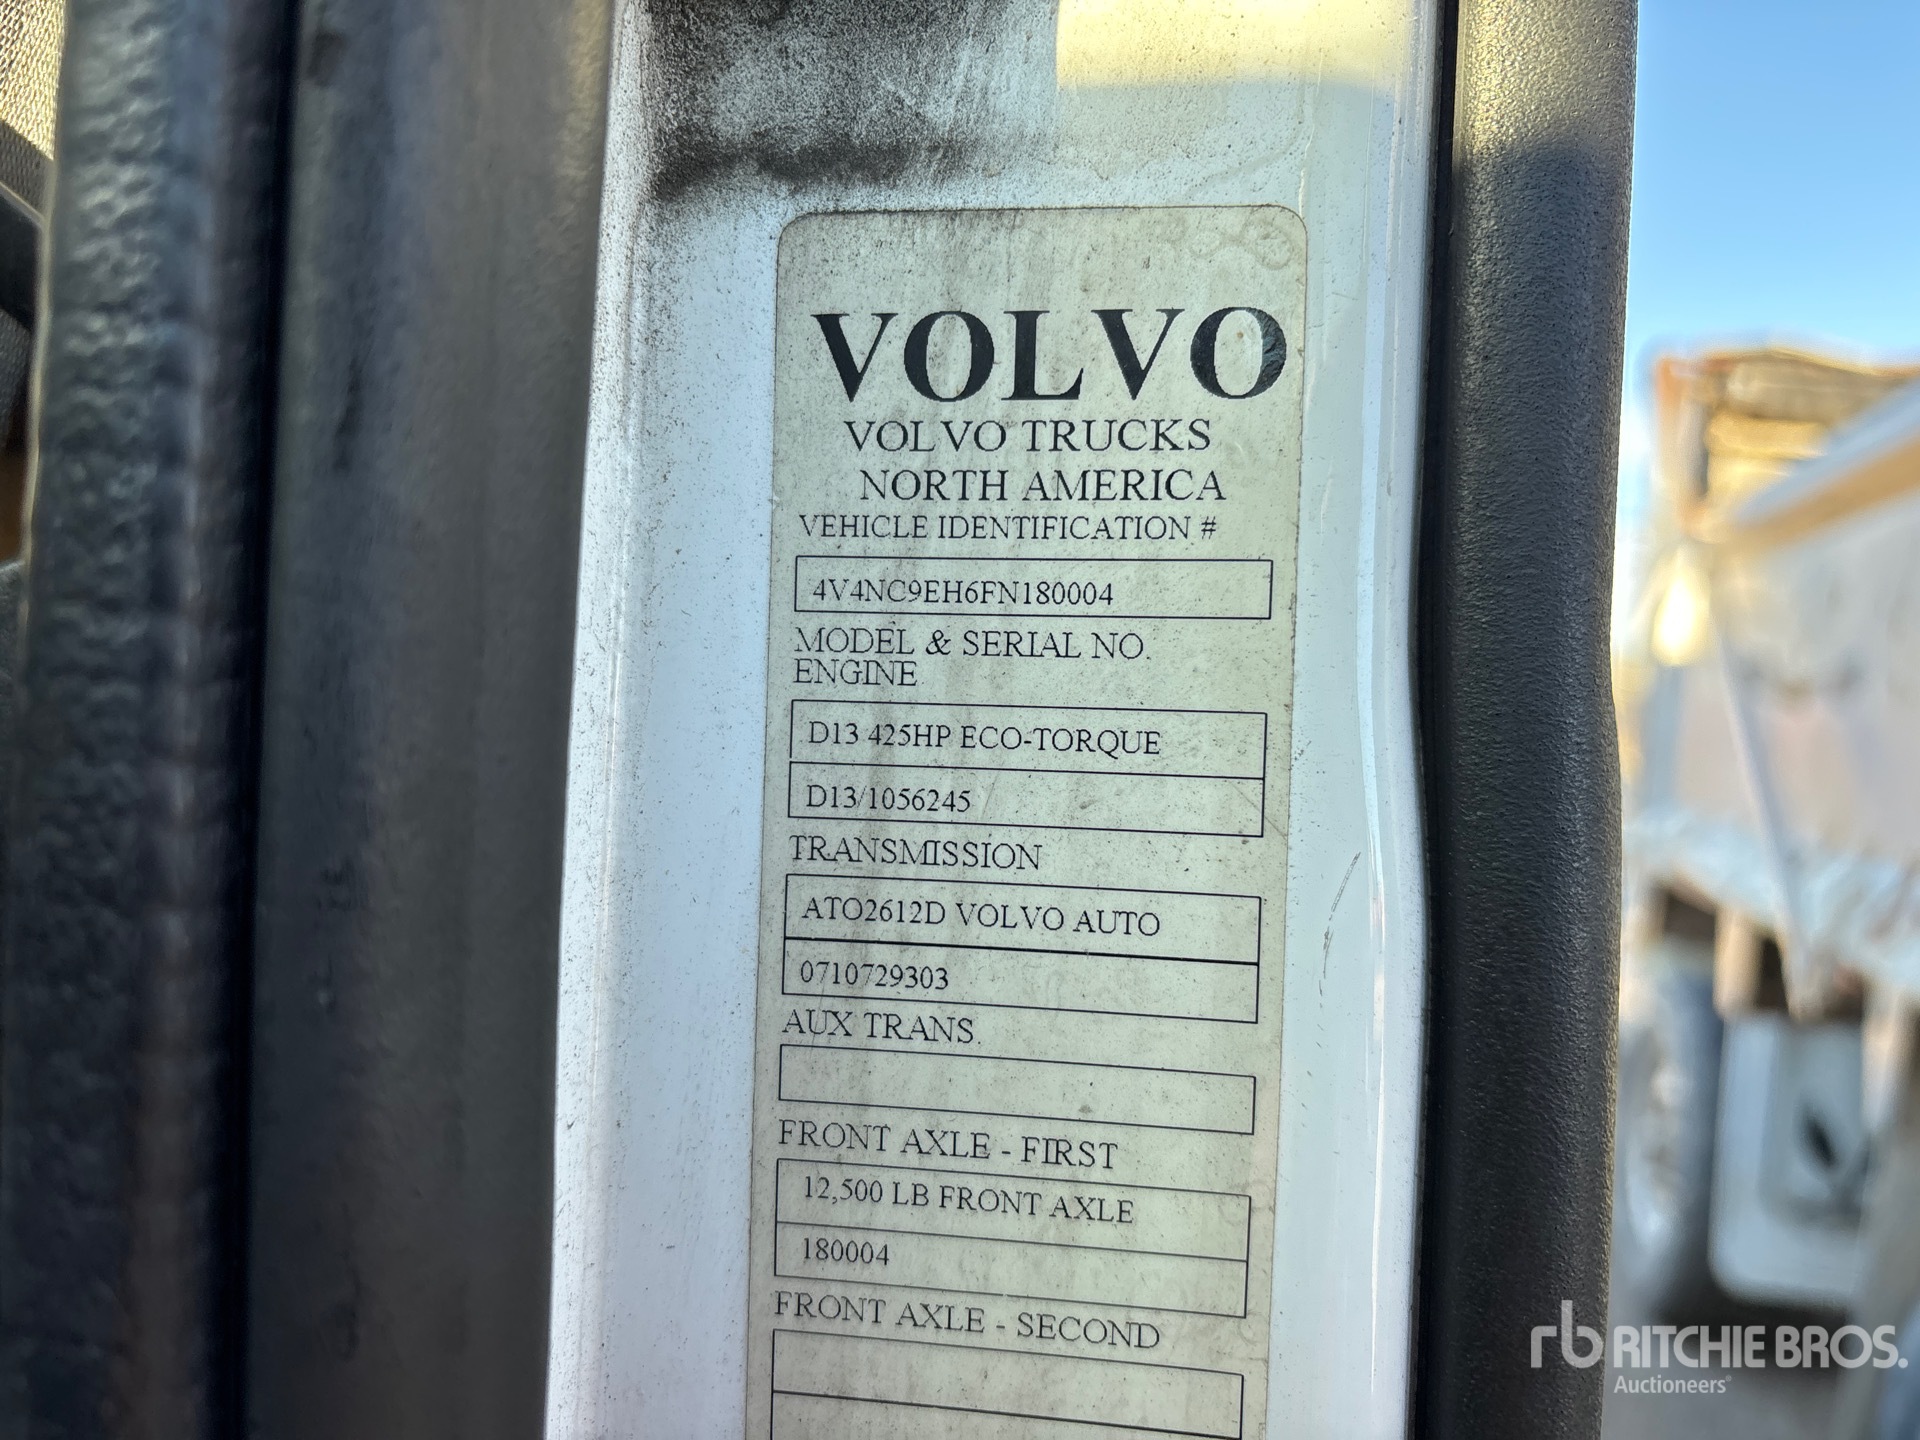 VOLVO
VOLVO TRUCKS
NORTH AMERICA
VEHICLE IDENTIFICATION #
4V4NC9EH6FN180004
MODEL & SERIAL NO.
ENGINE
D13 425HP ECO-TORQUE
D13/1056245
TRANSMISSION
ATO2612D VOLVO AUTO
0710729303
AUX TRANS.
FRONT AXLE - FIRST
12,500 LB FRONT AXLE
180004
FRONT AXLE - SECOND
rb RITCHIE BROS.
Auctioneers